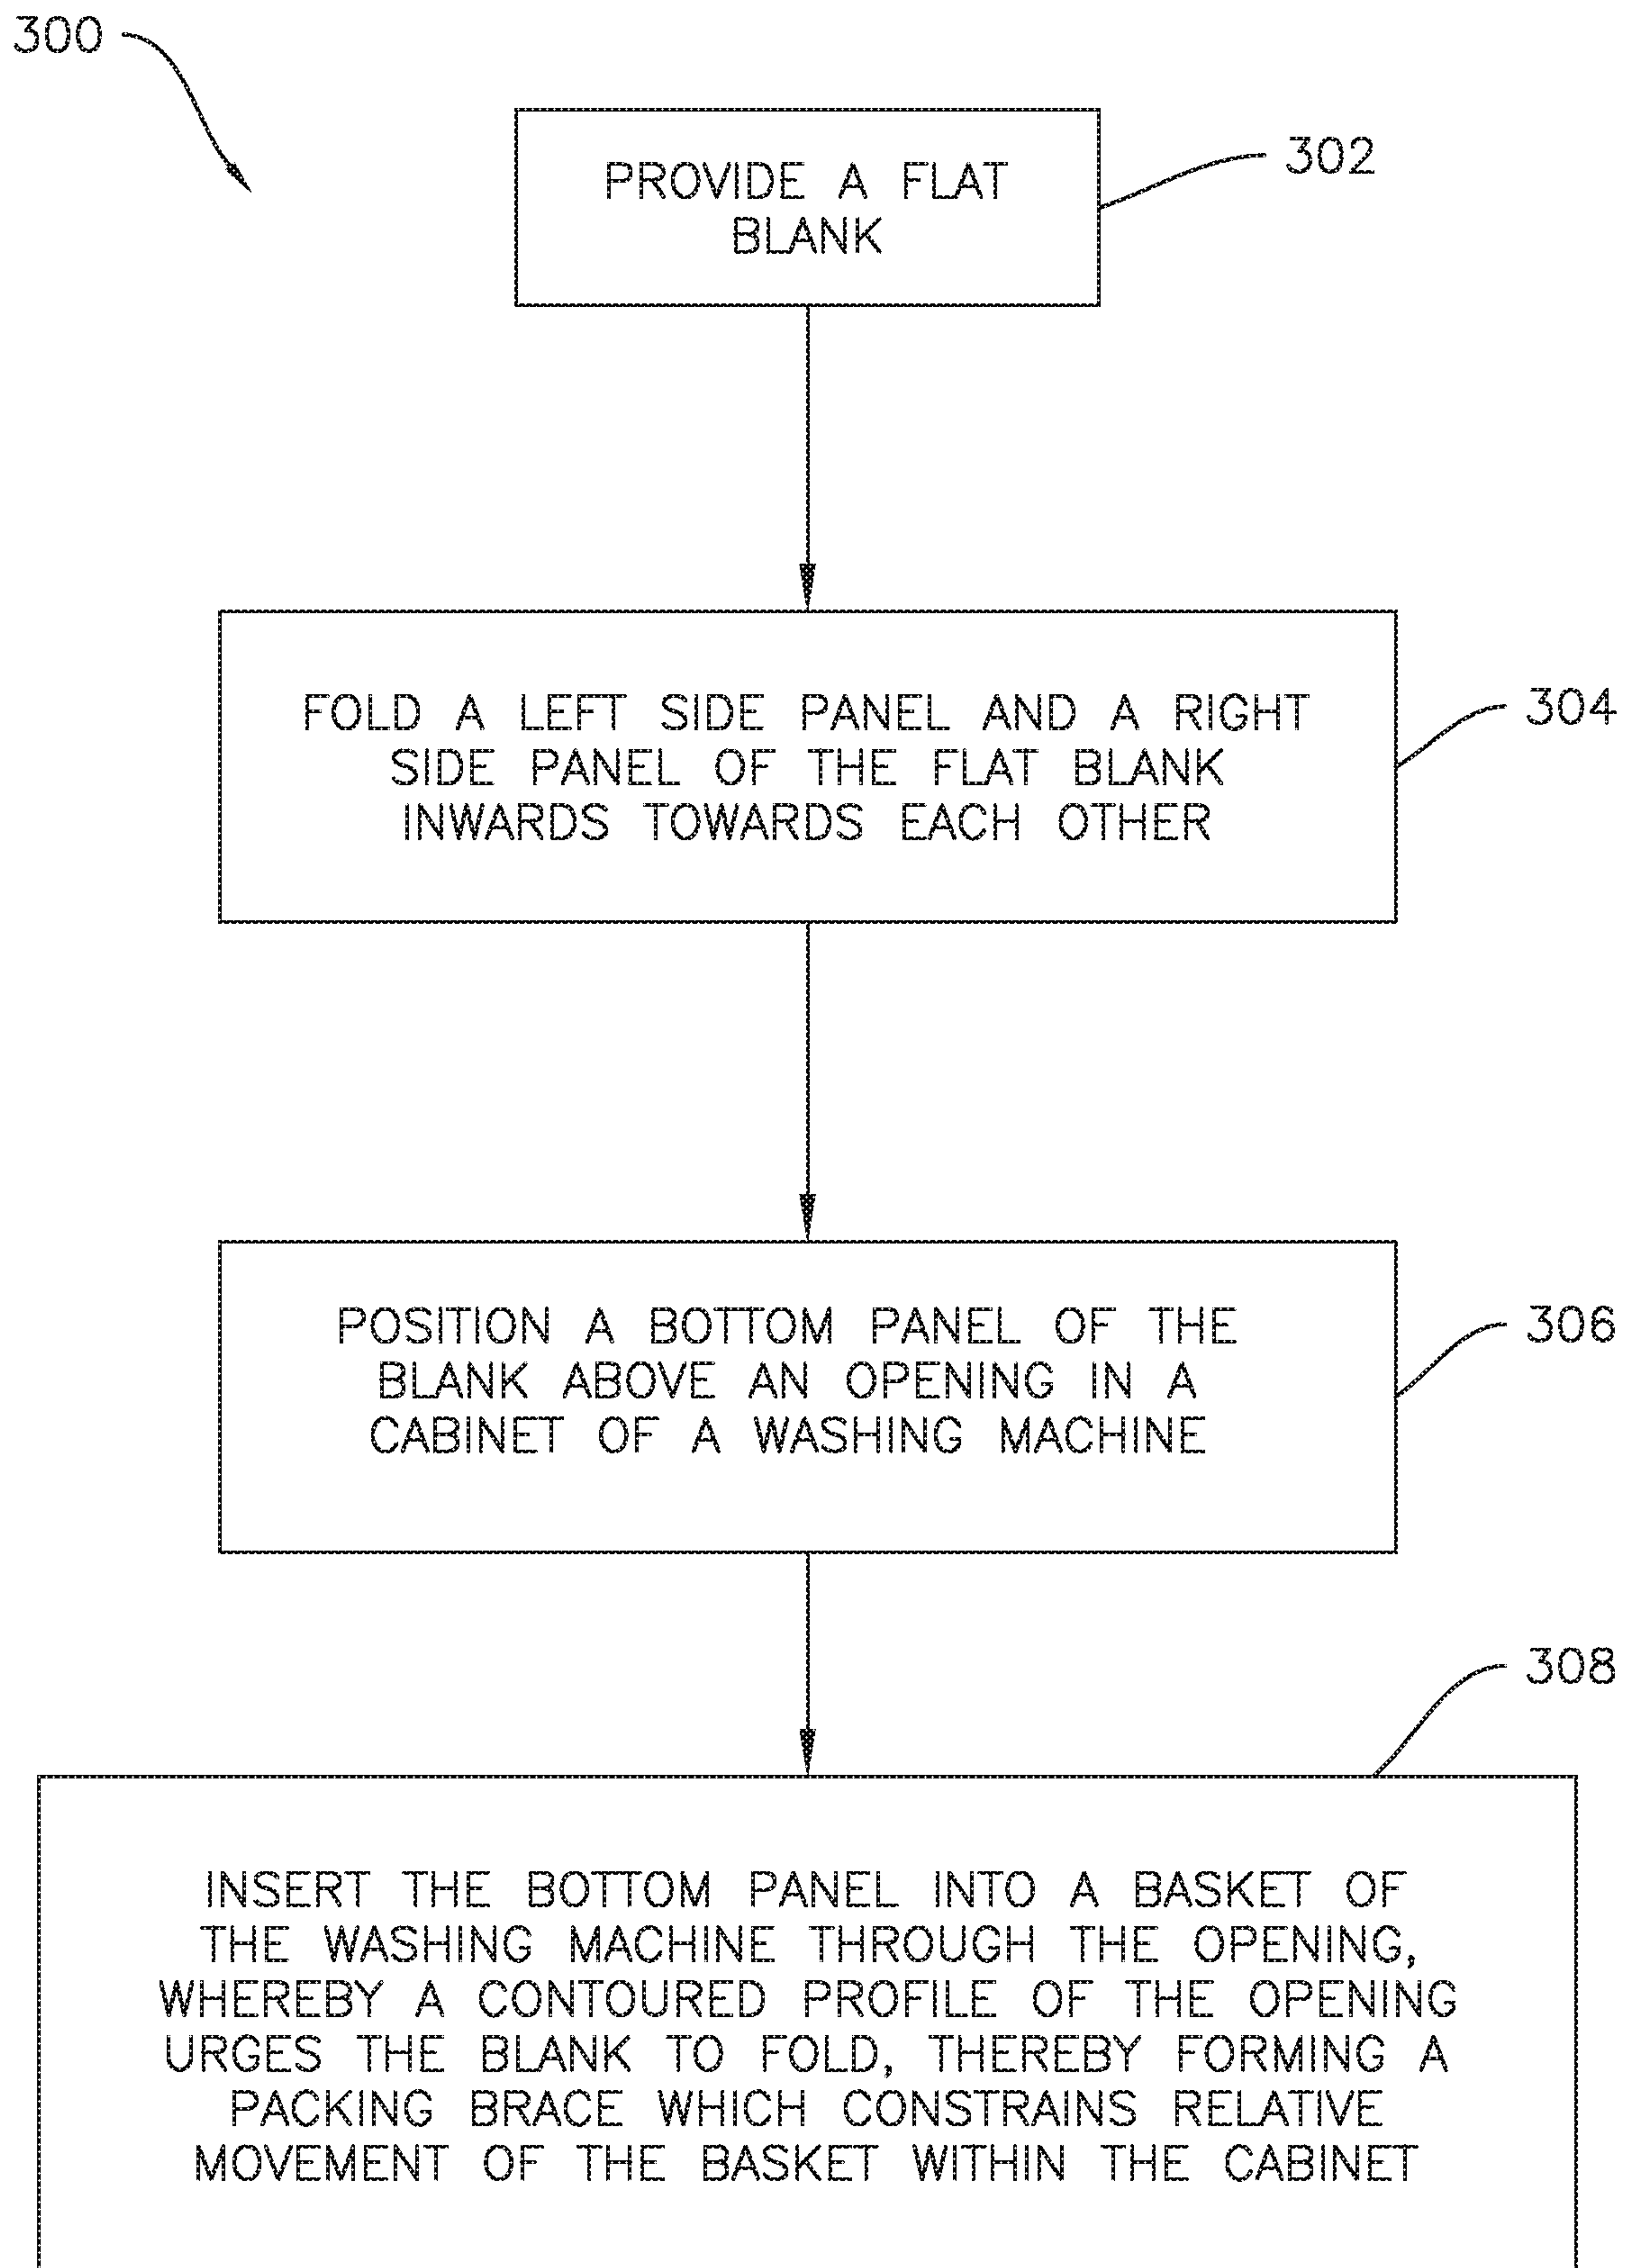 300
302
PROVIDE A FLAT
BLANK
304
FOLD A LEFT SIDE PANEL AND A RIGHT
SIDE PANEL OF THE FLAT BLANK
INWARDS TOWARDS EACH OTHER
306
POSITION A BOTTOM PANEL OF THE
BLANK ABOVE AN OPENING IN A
CABINET OF A WASHING MACHINE
308
INSERT THE BOTTOM PANEL INTO A BASKET OF
THE WASHING MACHINE THROUGH THE OPENING,
WHEREBY A CONTOURED PROFILE OF THE OPENING
URGES THE BLANK TO FOLD, THEREBY FORMING A
PACKING BRACE WHICH CONSTRAINS RELATIVE
MOVEMENT OF THE BASKET WITHIN THE CABINET